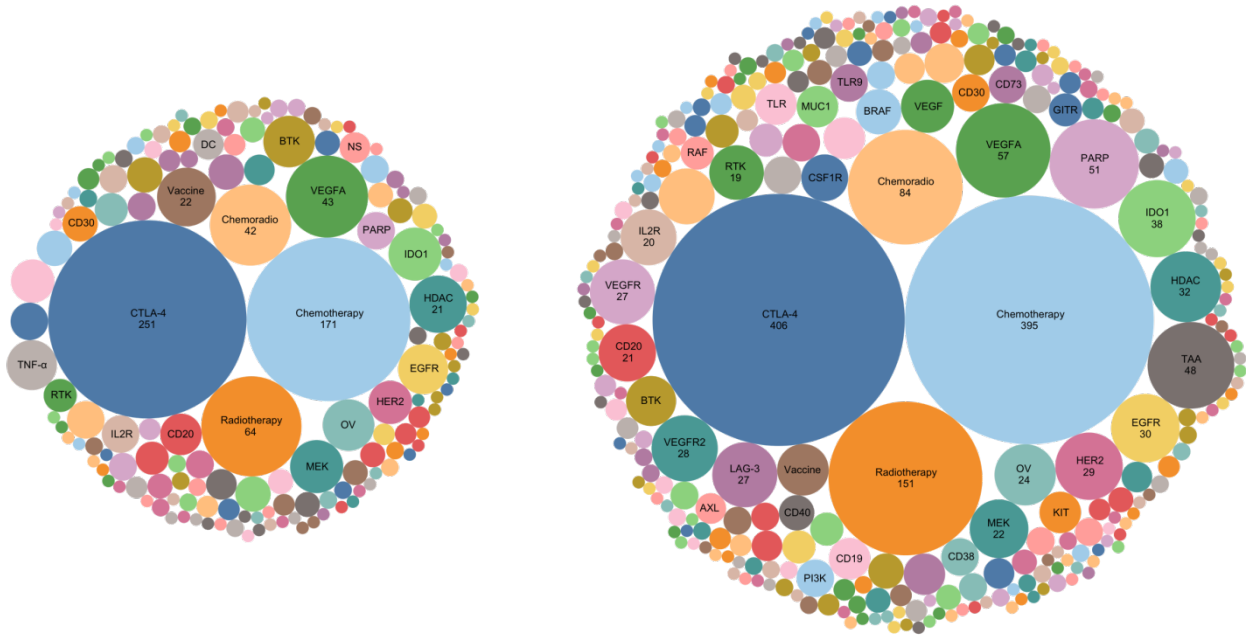 BTK
DC
NS
Vaccine
22
VEGFA
43
Chemoradio
42
CD30
PARP
IDO1
HDAC
21
CTLA-4
251
Chemotherapy
171
TNF-α
EGFR
RTK
HER2
Radiotherapy
64
OV
IL2R
CD20
MEK
TLR9
CD73
CD30
TLR
MUC1
BRAF
VEGF
GITR
RAF
VEGFA
57
PARP
51
RTK
19
CSF1R
Chemoradio
84
IDO1
38
IL2R
20
VEGFR
27
HDAC
32
CTLA-4
406
Chemotherapy
395
CD20
21
TAA
48
BTK
EGFR
30
VEGFR2
28
LAG-3
27
Vaccine
Radiotherapy
151
OV
24
HER2
29
AXL
CD40
KIT
MEK
22
CD19
CD38
PI3K